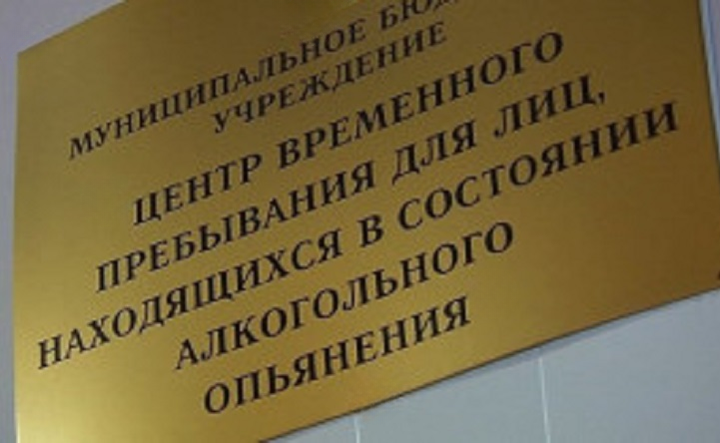 МУНИЦИПАЛЬНОЕ
УЧРЕЖДЕНИЕ
ЦЕНТР ВРЕМЕННОГО
ПРЕБЫВАНИЯ ДЛЯ ЛИЦ,
НАХОДЯЩИХСЯ В СОСТОЯНИИ
АЛКОГОЛЬНОГО
ОПЬЯНЕНИЯ